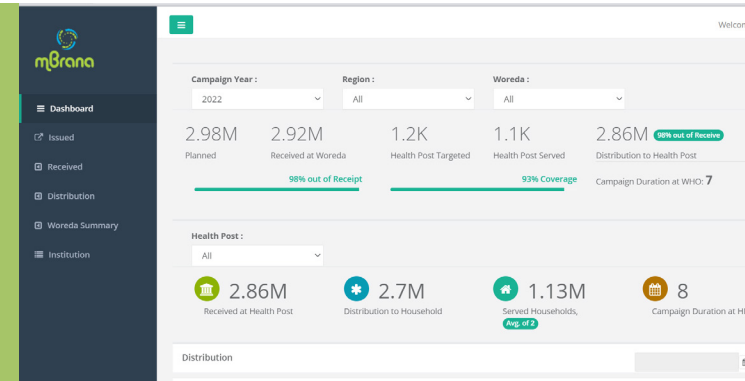 mBrana
Dashboard
Issued
Received
Distribution
Woreda Summary
Institution
Welcom
Campaign Year : Region : Woreda :
2022 All All
2.98M 2.92M 1.2K 1.1K 2.86M 98% out of Receive
Planned Received at Woreda Health Post Targeted Health Post Served Distribution to Health Post
98% out of Receipt 93% Coverage Campaign Duration at WHO: 7
Health Post :
All
2.86M 2.7M 1.13M 8
Received at Health Post Distribution to Household Served Households, Campaign Duration at H
Avg. of 2
Distribution